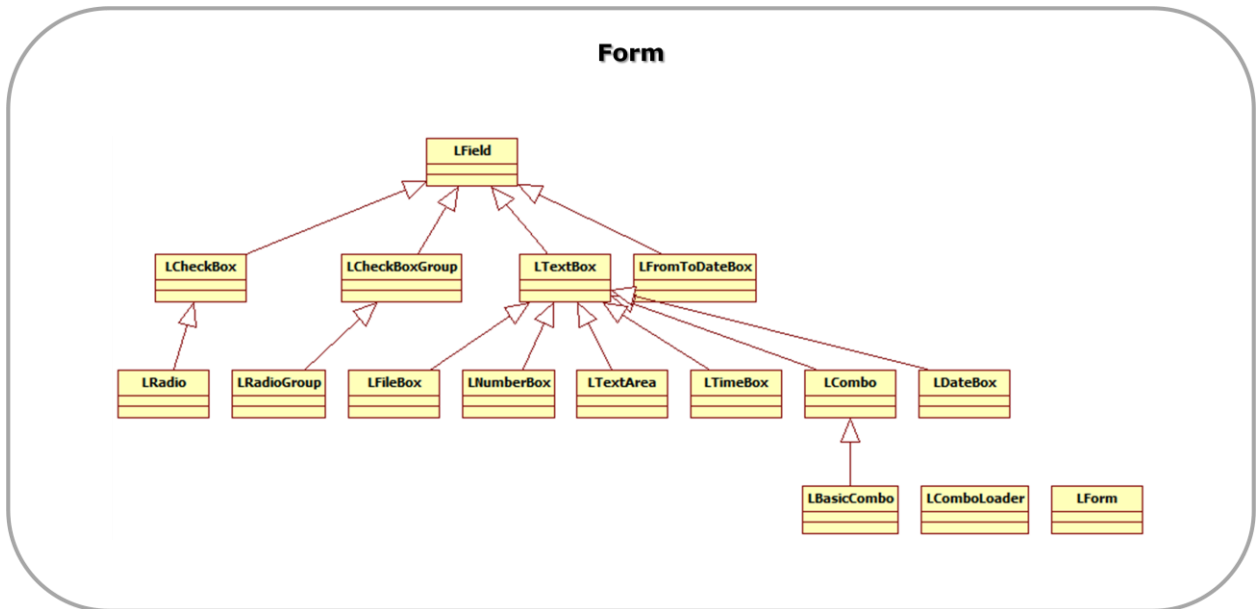 Form
LField
LCheckBox
LCheckBoxGroup
LTextBox
LFromToDateBox
LRadio
LRadioGroup
LFileBox
LNumberBox
LTextArea
LTimeBox
LCombo
LDateBox
LBasicCombo
LComboLoader
LForm